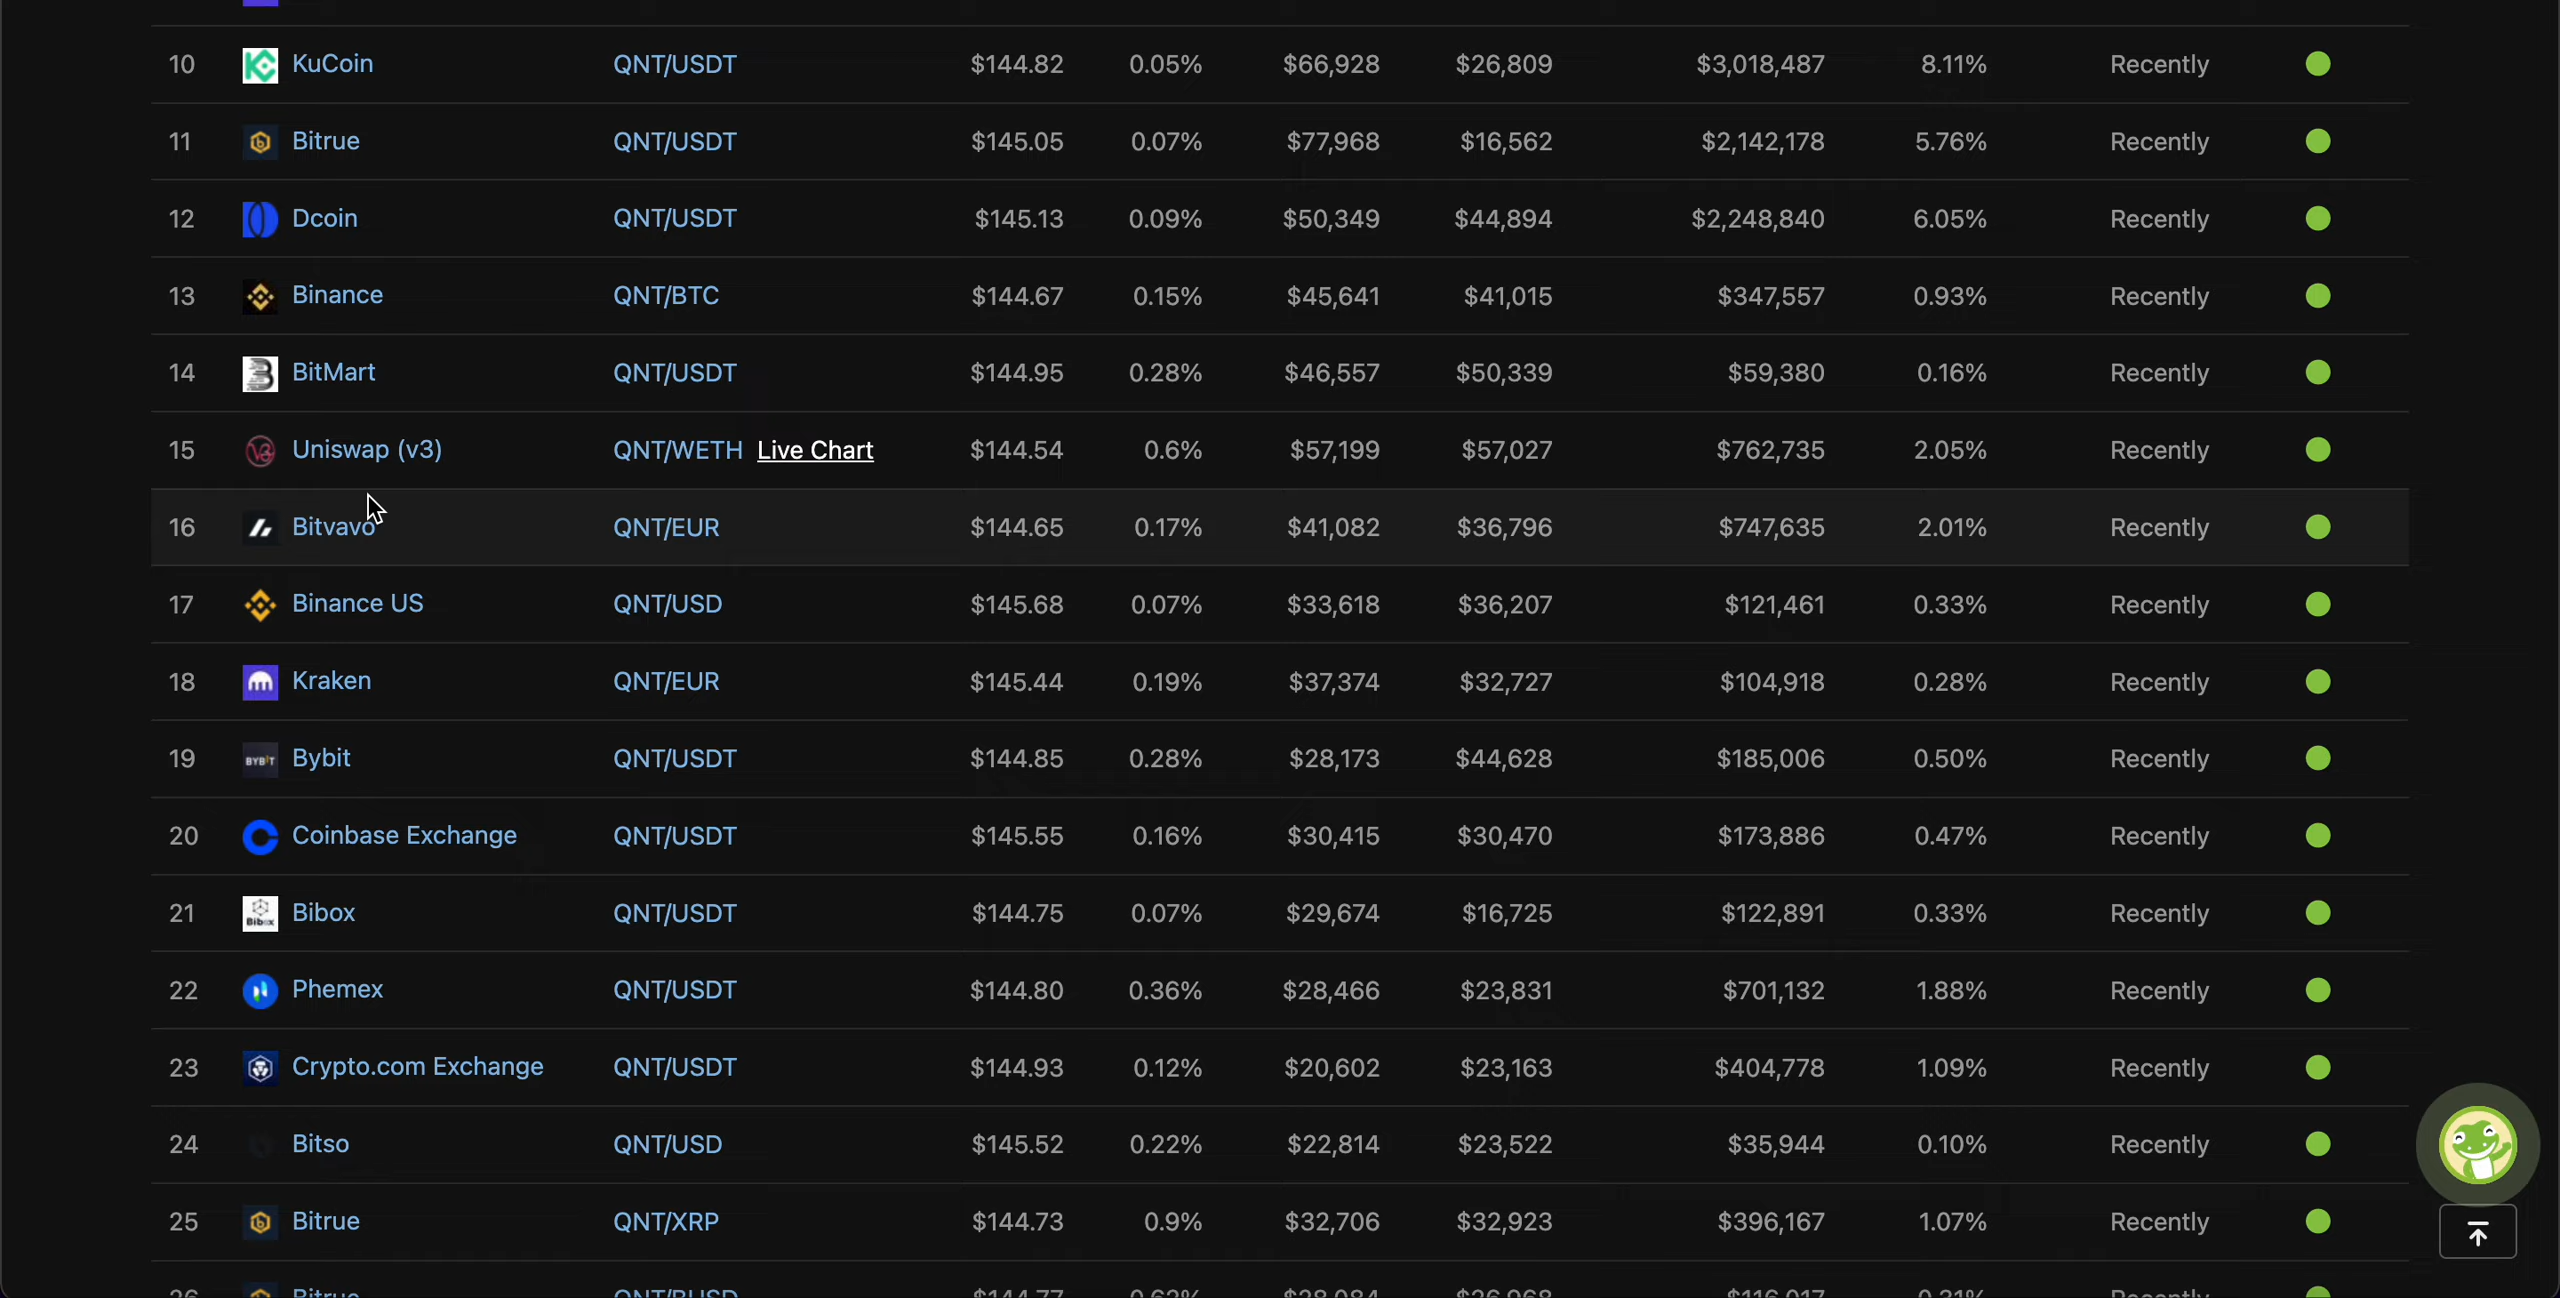 10 KuCoin QNT/USDT $144.82 0.05% $66,928 $26,809 $3,018,487 8.11% Recently
11 Bitrue QNT/USDT $145.05 0.07% $77,968 $16,562 $2,142,178 5.76% Recently
12 Dcoin QNT/USDT $145.13 0.09% $50,349 $44,894 $2,248,840 6.05% Recently
13 Binance QNT/BTC $144.67 0.15% $45,641 $41,015 $347,557 0.93% Recently
14 BitMart QNT/USDT $144.95 0.28% $46,557 $50,339 $59,380 0.16% Recently
15 Uniswap (v3) QNT/WETH Live Chart $144.54 0.6% $57,199 $57,027 $762,735 2.05% Recently
16 Bitvavo QNT/EUR $144.65 0.17% $41,082 $36,796 $747,635 2.01% Recently
17 Binance US QNT/USD $145.68 0.07% $33,618 $36,207 $121,461 0.33% Recently
18 Kraken QNT/EUR $145.44 0.19% $37,374 $32,727 $104,918 0.28% Recently
19 BYBIT Bybit QNT/USDT $144.85 0.28% $28,173 $44,628 $185,006 0.50% Recently
20 Coinbase Exchange QNT/USDT $145.55 0.16% $30,415 $30,470 $173,886 0.47% Recently
21 Bibox Bibox QNT/USDT $144.75 0.07% $29,674 $16,725 $122,891 0.33% Recently
22 Phemex QNT/USDT $144.80 0.36% $28,466 $23,831 $701,132 1.88% Recently
23 Crypto.com Exchange QNT/USDT $144.93 0.12% $20,602 $23,163 $404,778 1.09% Recently
24 Bitso QNT/USD $145.52 0.22% $22,814 $23,522 $35,944 0.10% Recently
25 Bitrue QNT/XRP $144.73 0.9% $32,706 $32,923 $396,167 1.07% Recently
26 Bitrue QNT/BUSD Recently